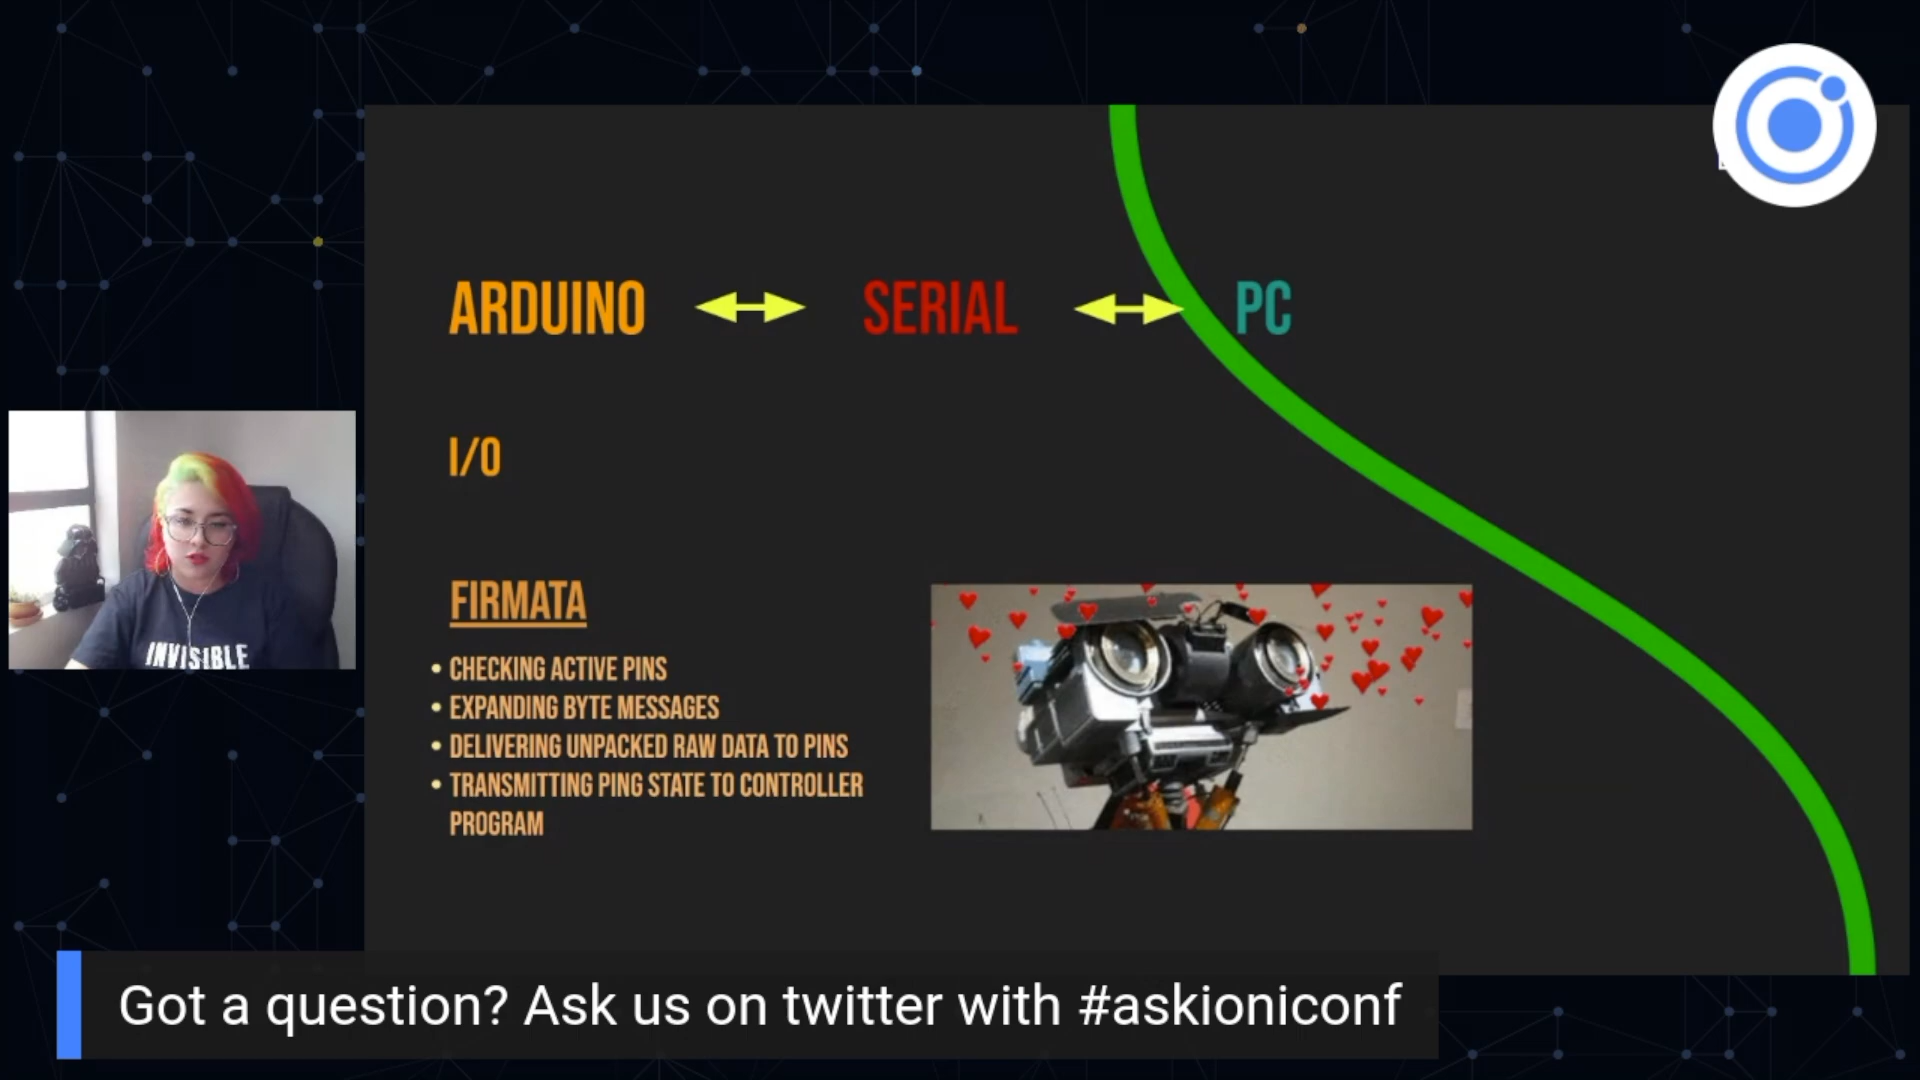 ARDUINO SERIAL PC
I/O
INVISIBLE
FIRMATA
• CHECKING ACTIVE PINS
• EXPANDING BYTE MESSAGES
• DELIVERING UNPACKED RAW DATA TO PINS
• TRANSMITTING PING STATE TO CONTROLLER
PROGRAM
Got a question? Ask us on twitter with #askioniconf